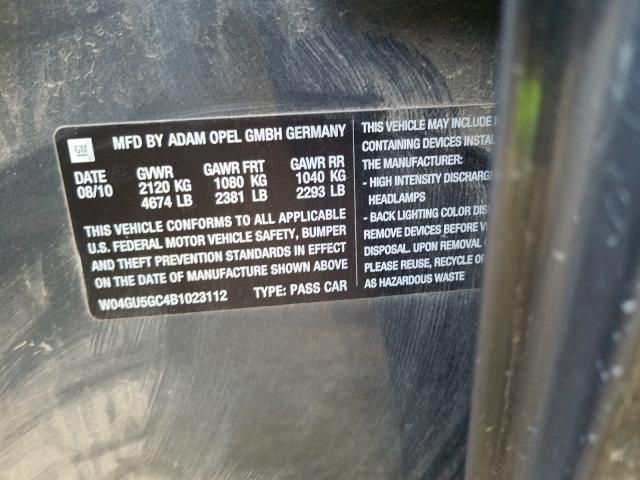 GM
MFD BY ADAM OPEL GMBH GERMANY
DATE GVWR GAWR FRT GAWR RR
08/10 2120 KG 1080 KG 1040 KG
4674 LB 2381 LB 2293 LB
THIS VEHICLE CONFORMS TO ALL APPLICABLE
U.S. FEDERAL MOTOR VEHICLE SAFETY, BUMPER
AND THEFT PREVENTION STANDARDS IN EFFECT
ON THE DATE OF MANUFACTURE SHOWN ABOVE
W04GU5GC4B1023112 TYPE: PASS CAR
THIS VEHICLE MAY INCLUDE
CONTAINING DEVICES
THE MANUFACTURER:
- HIGH INTENSITY
HEADLAMPS
- BACK LIGHTING COLOR
REMOVE DEVICES BEFORE
DISPOSAL. UPON REMOVAL
PLEASE REUSE, RECYCLE
AS HAZARDOUS WASTE